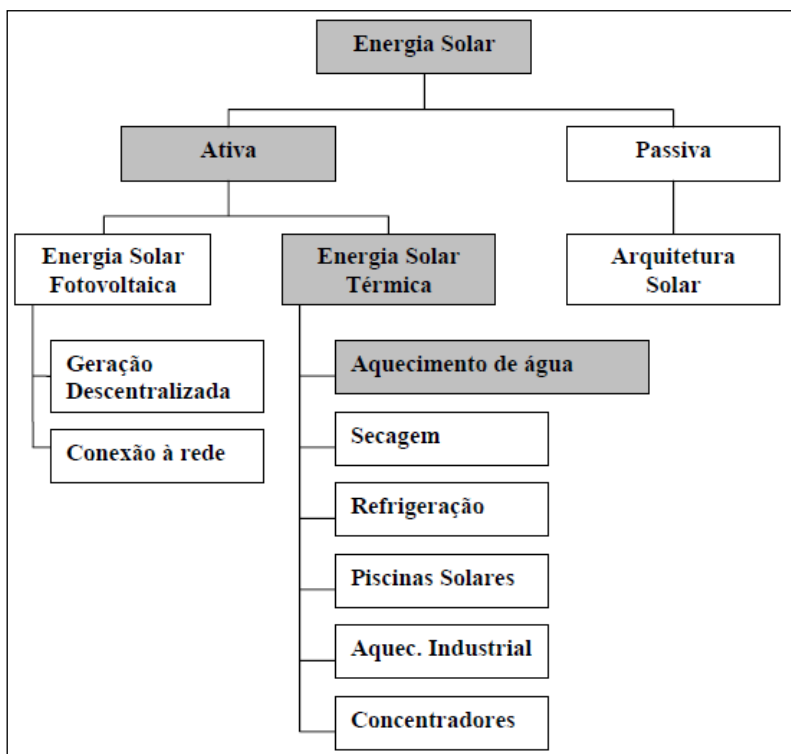 Energia Solar
Ativa
Passiva
Energia Solar
Fotovoltaica
Energia Solar
Térmica
Arquitetura
Solar
Geração
Descentralizada
Conexão à rede
Aquecimento de água
Secagem
Refrigeração
Piscinas Solares
Aquec. Industrial
Concentradores